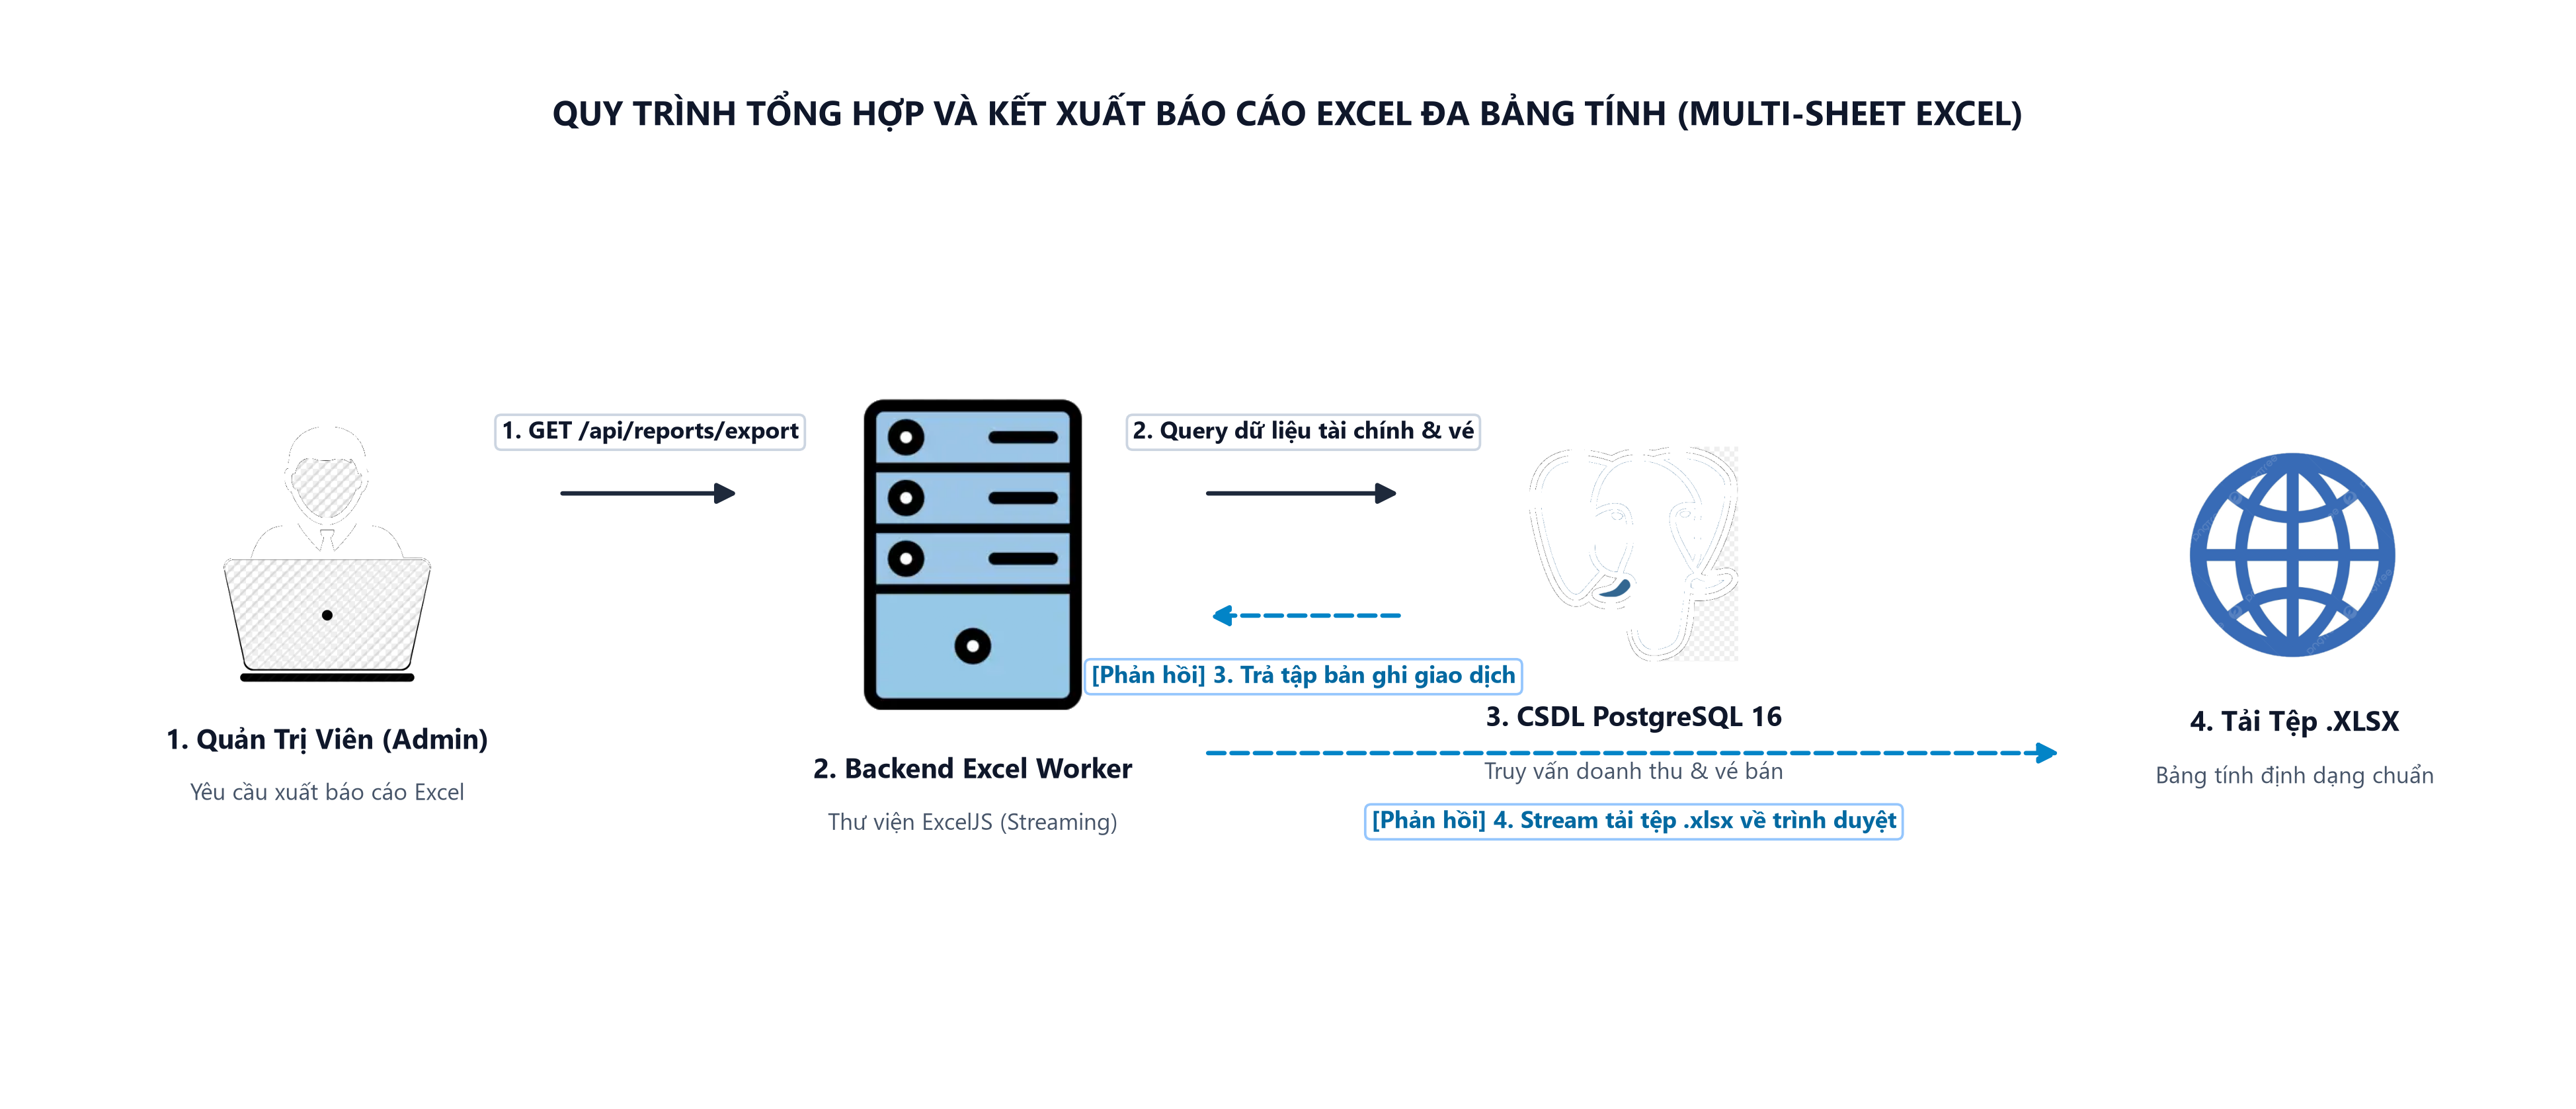 QUY TRÌNH TỔNG HỢP VÀ KẾT XUẤT BÁO CÁO EXCEL ĐA BẢNG TÍNH (MULTI-SHEET EXCEL)
1. GET /api/reports/export
2. Query dữ liệu tài chính & vé
[Phản hồi] 3. Trả tập bản ghi giao dịch
1. Quản Trị Viên (Admin)
Yêu cầu xuất báo cáo Excel
2. Backend Excel Worker
Thư viện ExcelJS (Streaming)
3. CSDL PostgreSQL 16
Truy vấn doanh thu & vé bán
[Phản hồi] 4. Stream tải tệp .xlsx về trình duyệt
4. Tải Tệp .XLSX
Bảng tính định dạng chuẩn